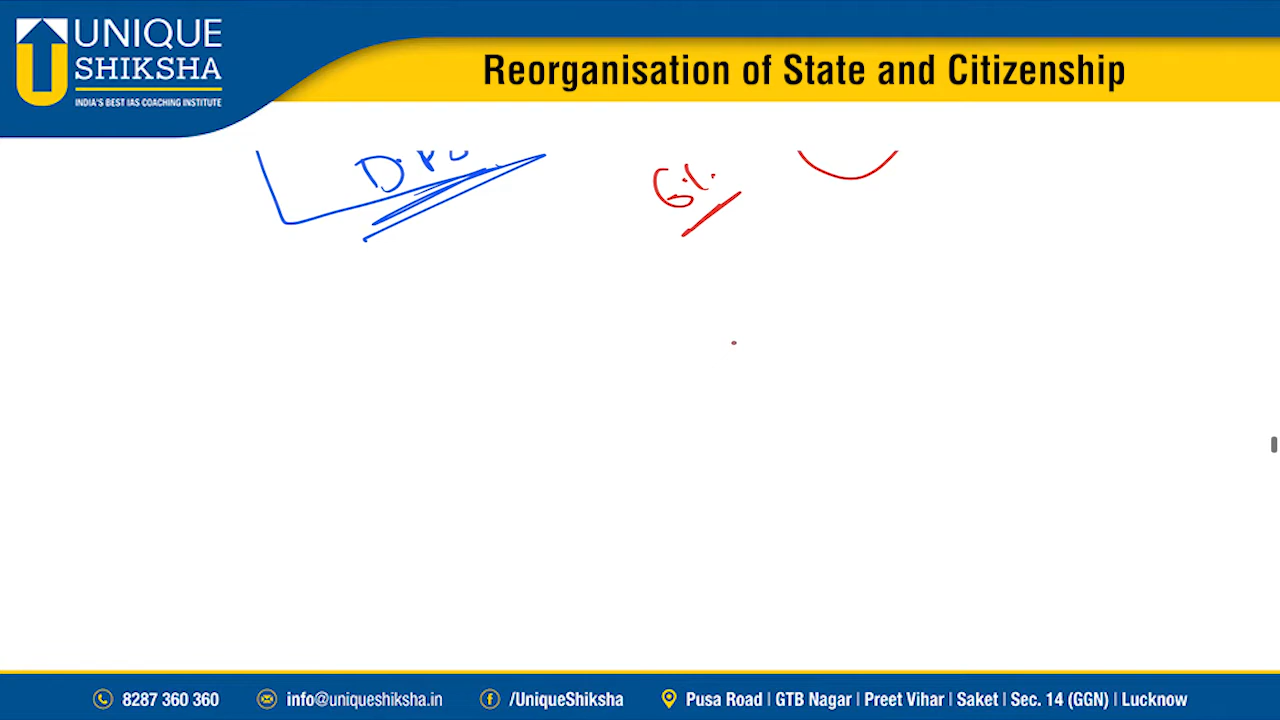 UNIQUE
SHIKSHA
INDIA'S BEST IAS COACHING INSTITUTE
Reorganisation of State and Citizenship
6%
8287 360 360 info@uniqueshiksha.in /UniqueShiksha Pusa Road | GTB Nagar | Preet Vihar | Saket | Sec. 14 (GGN) | Lucknow